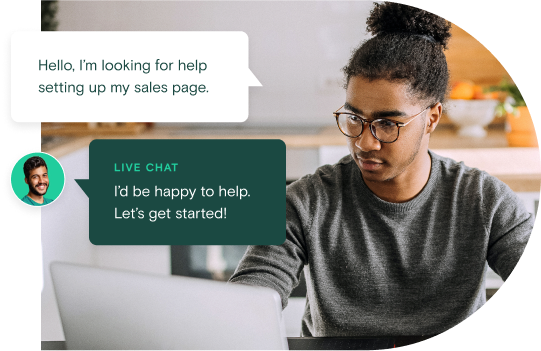 Hello, I'm looking for help
setting up my sales page.
LIVE CHAT
I'd be happy to help.
Let's get started!